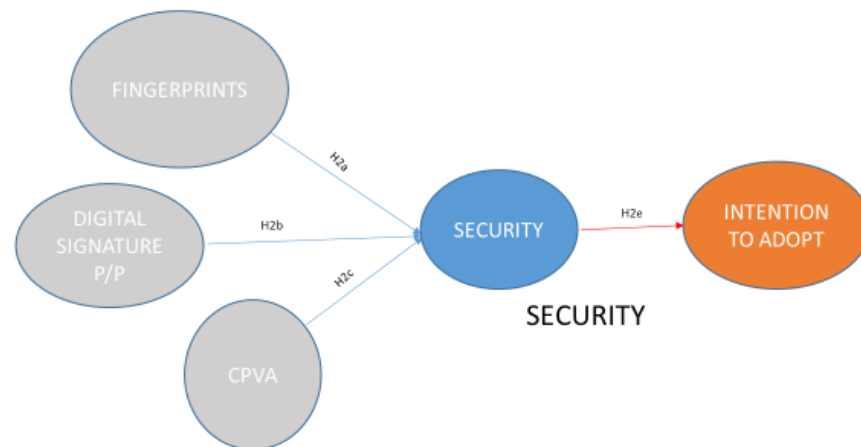 FINGERPRINTS
H2a
DIGITAL
SIGNATURE
P/P
H2b
SECURITY
H2e
INTENTION
TO ADOPT
H2c
SECURITY
CPVA